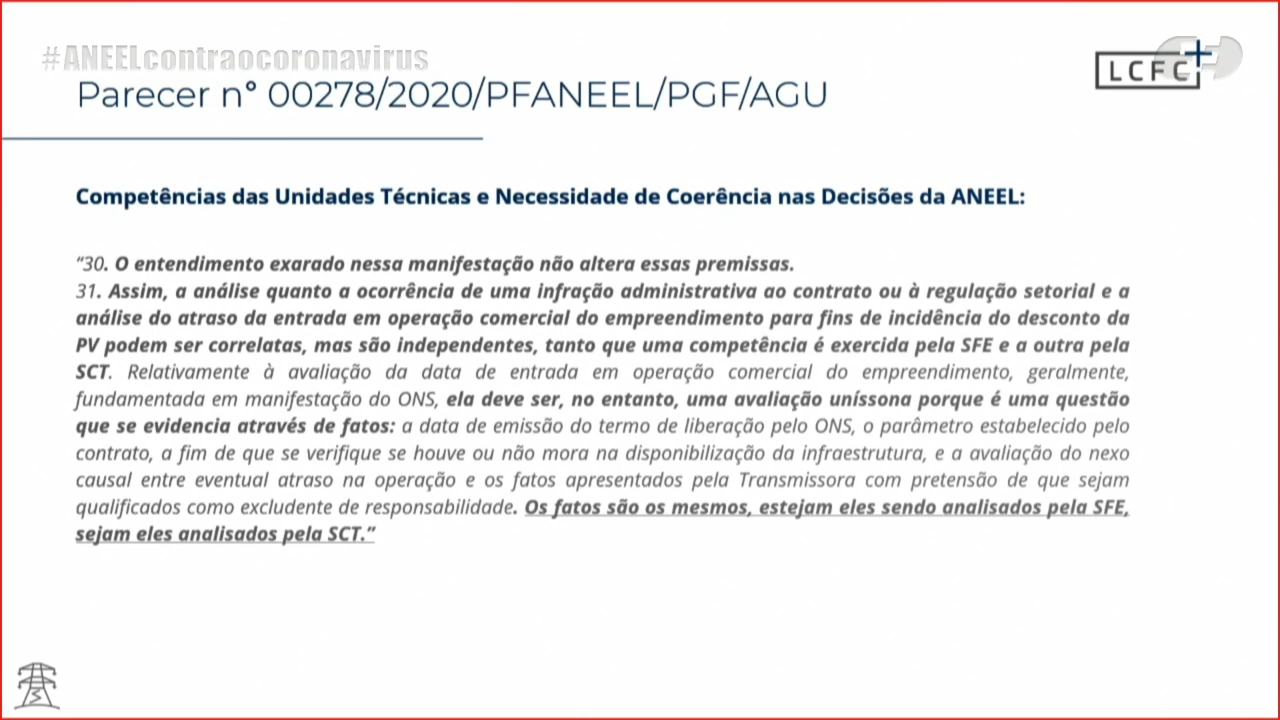 #ANEELcontraocoronavirus
Parecer n° 00278/2020/PFANEEL/PGF/AGU
LCFC
Competências das Unidades Técnicas e Necessidade de Coerência nas Decisões da ANEEL:
“30. O entendimento exarado nessa manifestação não altera essas premissas.
31. Assim, a análise quanto a ocorrência de uma infração administrativa ao contrato ou à regulação setorial e a
análise do atraso da entrada em operação comercial do empreendimento para fins de incidência do desconto da
PV podem ser correlatas, mas são independentes, tanto que uma competência é exercida pela SFE e a outra pela
SCT. Relativamente à avaliação da data de entrada em operação comercial do empreendimento, geralmente,
fundamentada em manifestação do ONS, ela deve ser, no entanto, uma avaliação uníssona porque é uma questão
que se evidencia através de fatos: a data de emissão do termo de liberação pelo ONS, o parâmetro estabelecido pelo
contrato, a fim de que se verifique se houve ou não mora na disponibilização da infraestrutura, e a avaliação do nexo
causal entre eventual atraso na operação e os fatos apresentados pela Transmissora com pretensão de que sejam
qualificados como excludente de responsabilidade. Os fatos são os mesmos, estejam eles sendo analisados pela SFE,
sejam eles analisados pela SCT.”